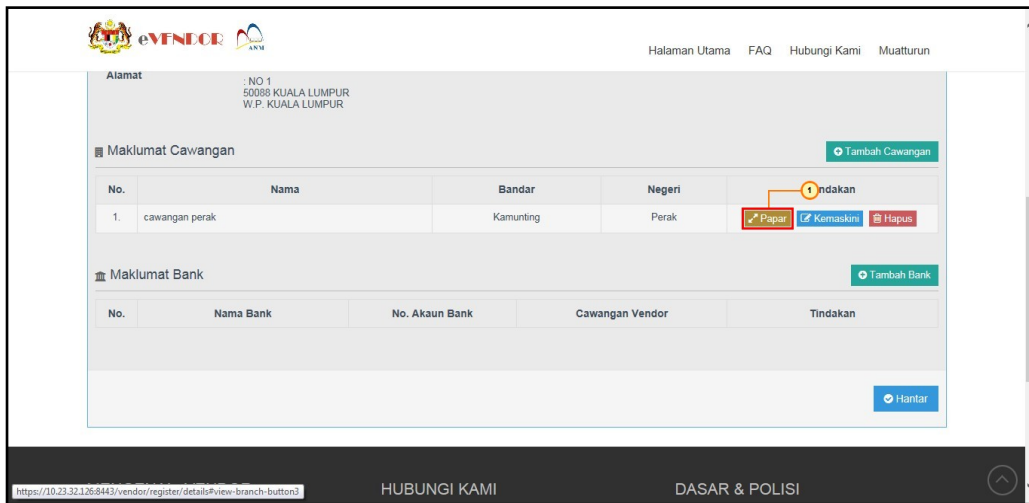 eVENDOR ANM
Halaman Utama FAQ Hubungi Kami Muatturun
Alamat : NO 1
50088 KUALA LUMPUR
W.P. KUALA LUMPUR
Maklumat Cawangan Tambah Cawangan
No. Nama Bandar Negeri 1 ndakan
1. cawangan perak Kamunting Perak Papar Kemaskini Hapus
Maklumat Bank Tambah Bank
No. Nama Bank No. Akaun Bank Cawangan Vendor Tindakan
Hantar
HUBUNGI KAMI DASAR & POLISI
https://10.23.32.126:8443/vendor/register/details#view-branch-button3